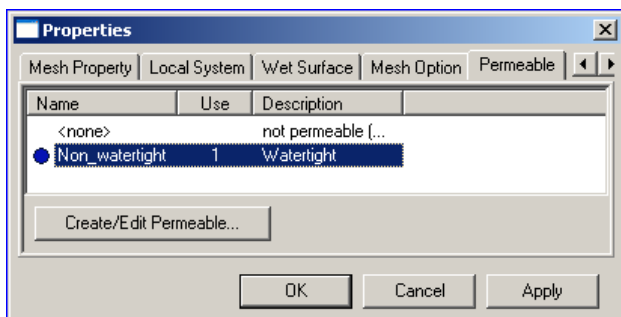 Properties
Mesh Property Local System Wet Surface Mesh Option Permeable
Name Use Description
<none> not permeable (...
Non_watertight 1 Watertight
Create/Edit Permeable...
OK Cancel Apply